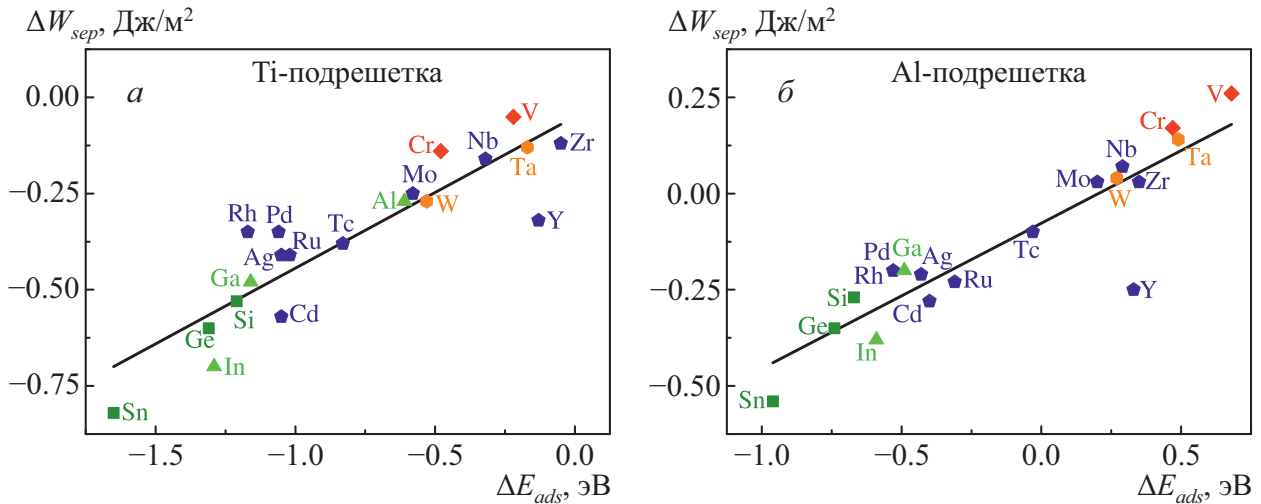 ΔW_sep, Дж/м²
Ti-подрешетка
а
0.00
−0.25
−0.50
−0.75
V
Cr
Nb
Zr
Ta
Mo
Al
W
Y
Rh
Pd
Tc
Ag
Ru
Ga
Si
Cd
Ge
In
Sn
−1.5
−1.0
−0.5
0.0
ΔE_ads, эВ
ΔW_sep, Дж/м²
Al-подрешетка
б
0.25
0.00
−0.25
−0.50
V
Cr
Ta
Nb
Mo
Zr
W
Tc
Ga
Pd
Ag
Rh
Ru
Y
Si
Cd
Ge
In
Sn
−1.0
−0.5
0.0
0.5
ΔE_ads, эВ